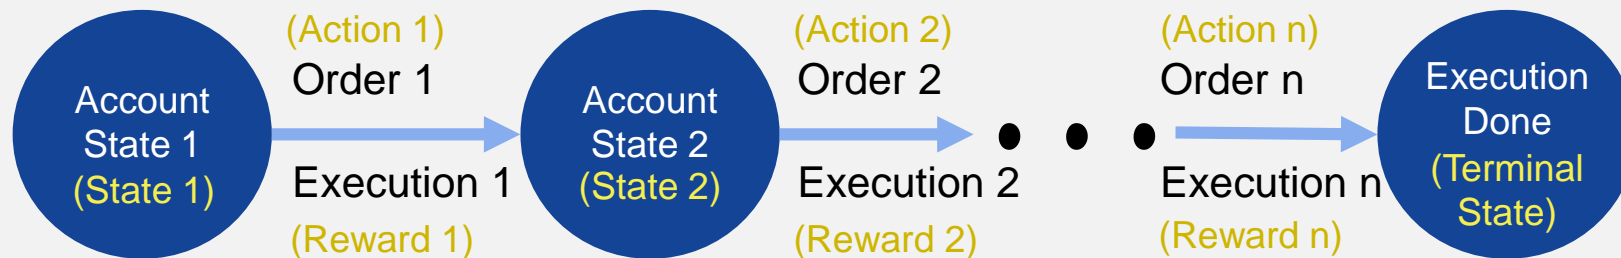 Account
State 1
(State 1)
(Action 1)
Order 1
Execution 1
(Reward 1)
Account
State 2
(State 2)
(Action 2)
Order 2
Execution 2
(Reward 2)
(Action n)
Order n
Execution n
(Reward n)
Execution
Done
(Terminal
State)